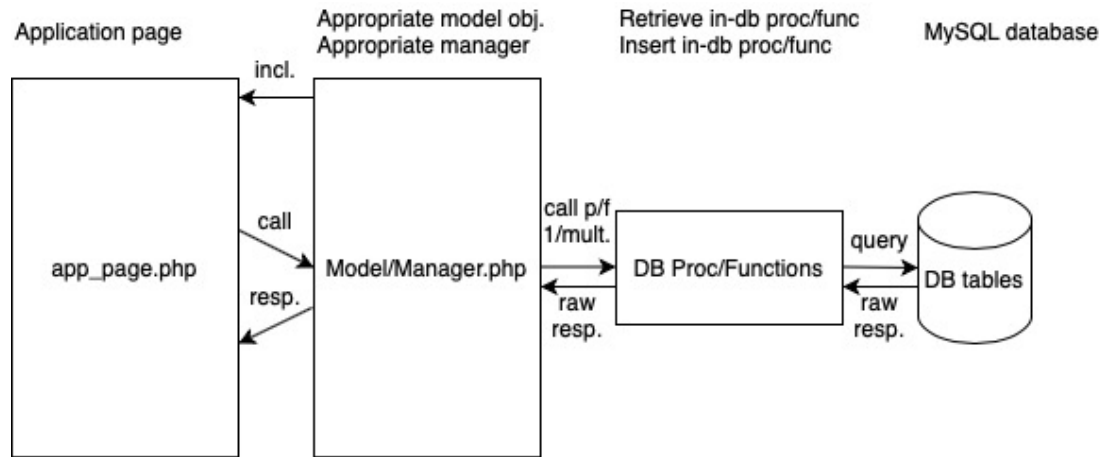 Application page
Appropriate model obj.
Appropriate manager
Retrieve in-db proc/func
Insert in-db proc/func
MySQL database
incl.
call
resp.
app_page.php
Model/Manager.php
call p/f
1/mult.
raw
resp.
DB Proc/Functions
query
raw
resp.
DB tables